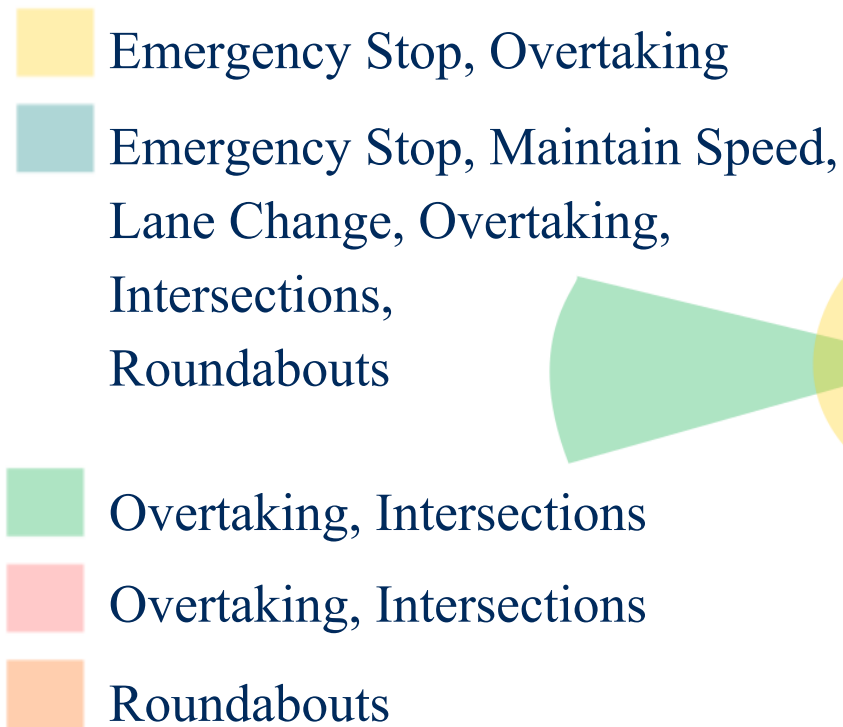 Emergency Stop, Overtaking
Emergency Stop, Maintain Speed,
Lane Change, Overtaking,
Intersections,
Roundabouts
Overtaking, Intersections
Overtaking, Intersections
Roundabouts